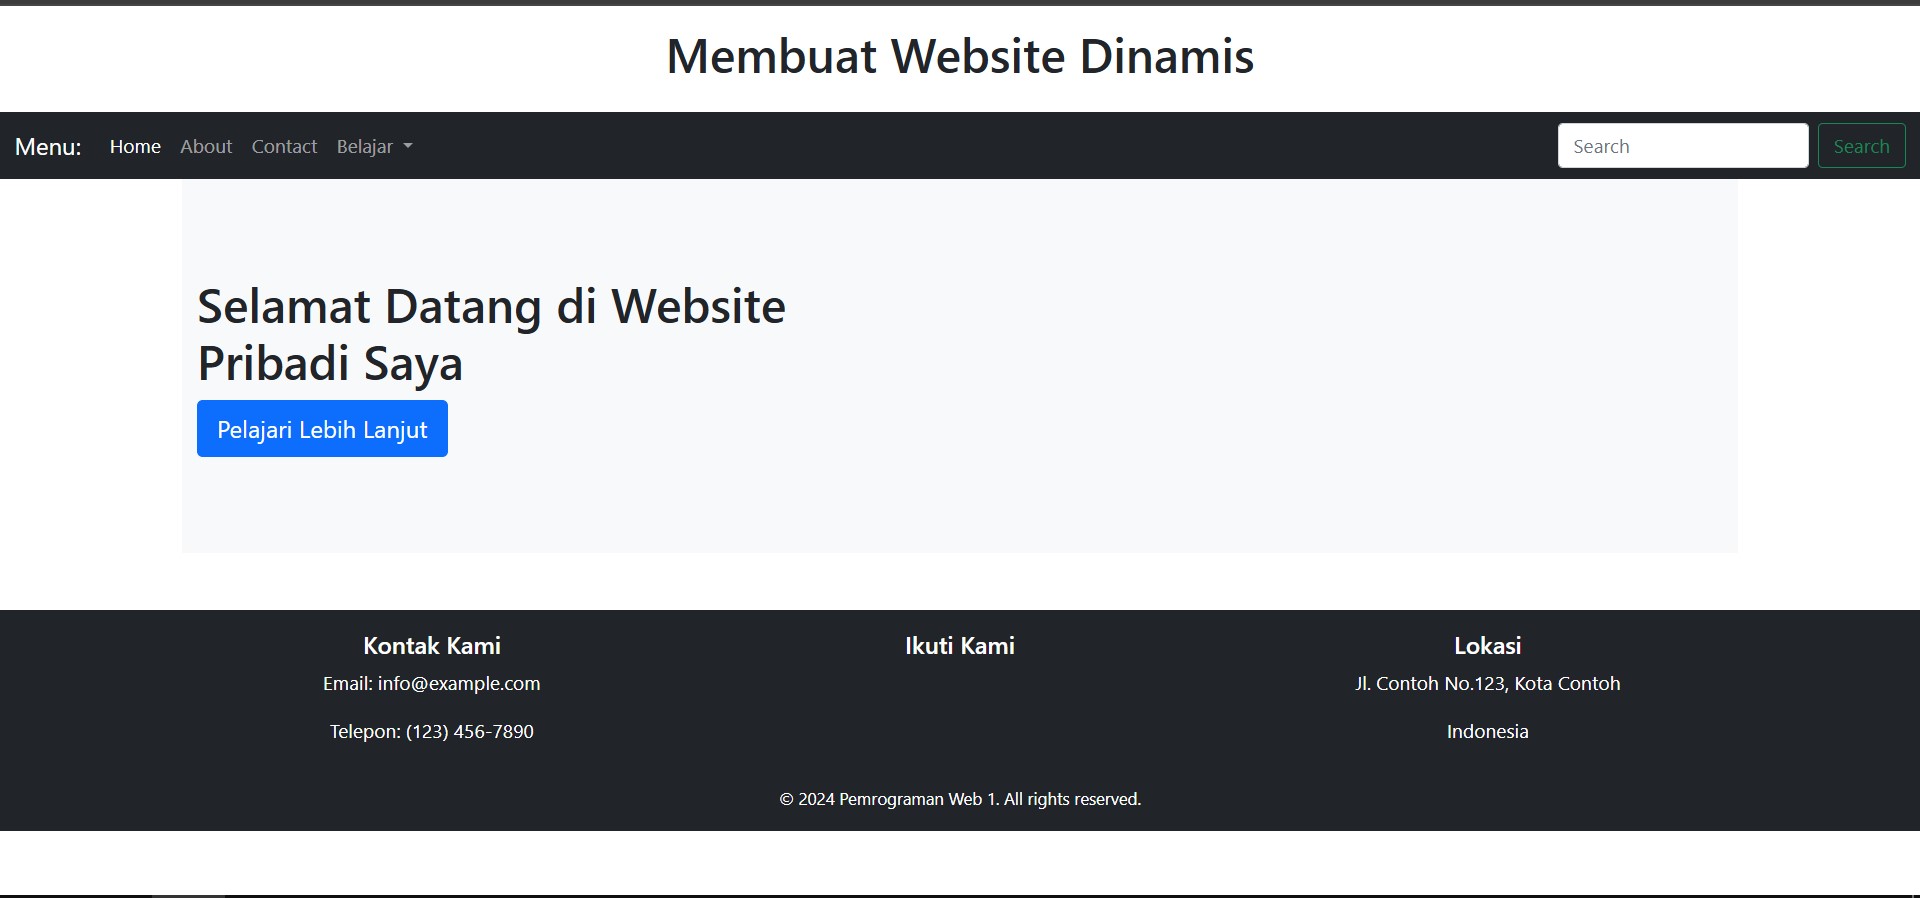 Membuat Website Dinamis
Menu: Home About Contact Belajar Search Search
Selamat Datang di Website
Pribadi Saya
Pelajari Lebih Lanjut
Kontak Kami Ikuti Kami Lokasi
Email: info@example.com Jl. Contoh No.123, Kota Contoh
Telepon: (123) 456-7890 Indonesia
© 2024 Pemrograman Web 1. All rights reserved.